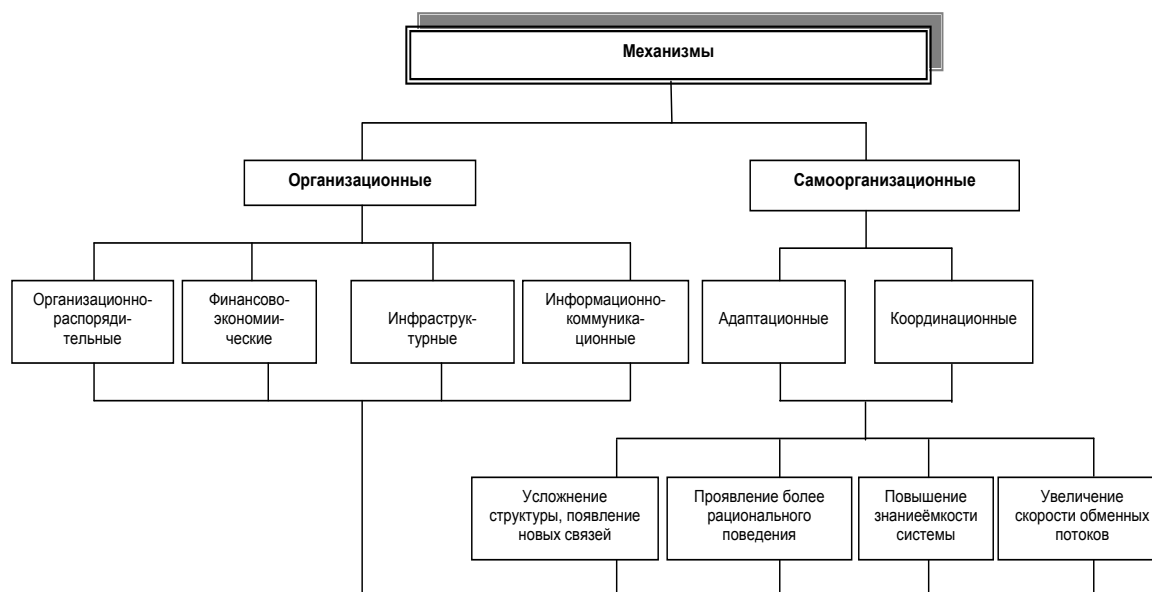 Механизмы
Организационные
Самоорганизационные
Организационно-
распоряди-
тельные
Финансово-
экономии-
ческие
Инфраструк-
турные
Информационно-
коммуника-
ционные
Адаптационные
Координационные
Усложнение
структуры, появление
новых связей
Проявление более
рационального
поведения
Повышение
знаниеёмкости
системы
Увеличение
скорости обменных
потоков